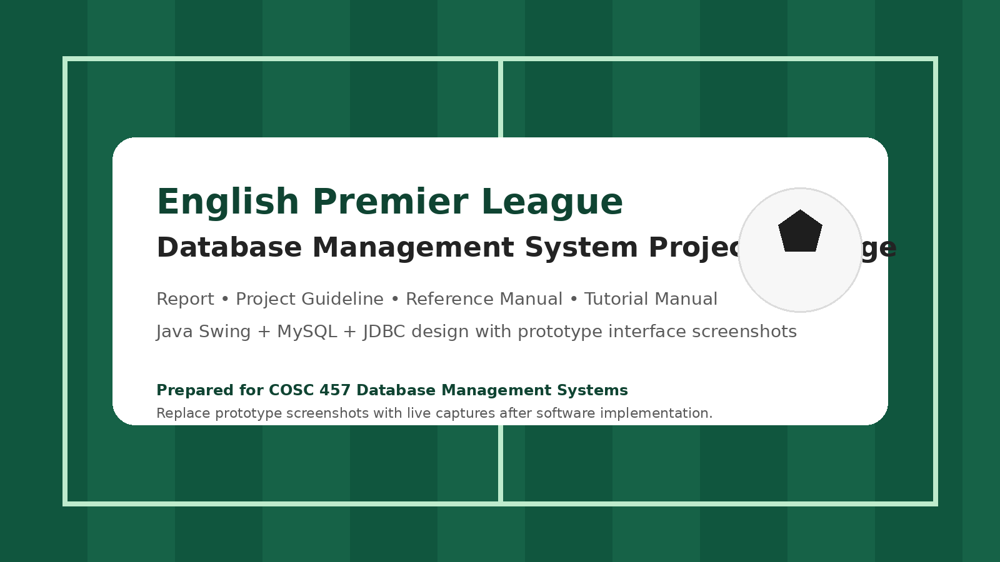 English Premier League
Database Management System Projec ge
Report • Project Guideline • Reference Manual • Tutorial Manual
Java Swing + MySQL + JDBC design with prototype interface screenshots
Prepared for COSC 457 Database Management Systems
Replace prototype screenshots with live captures after software implementation.